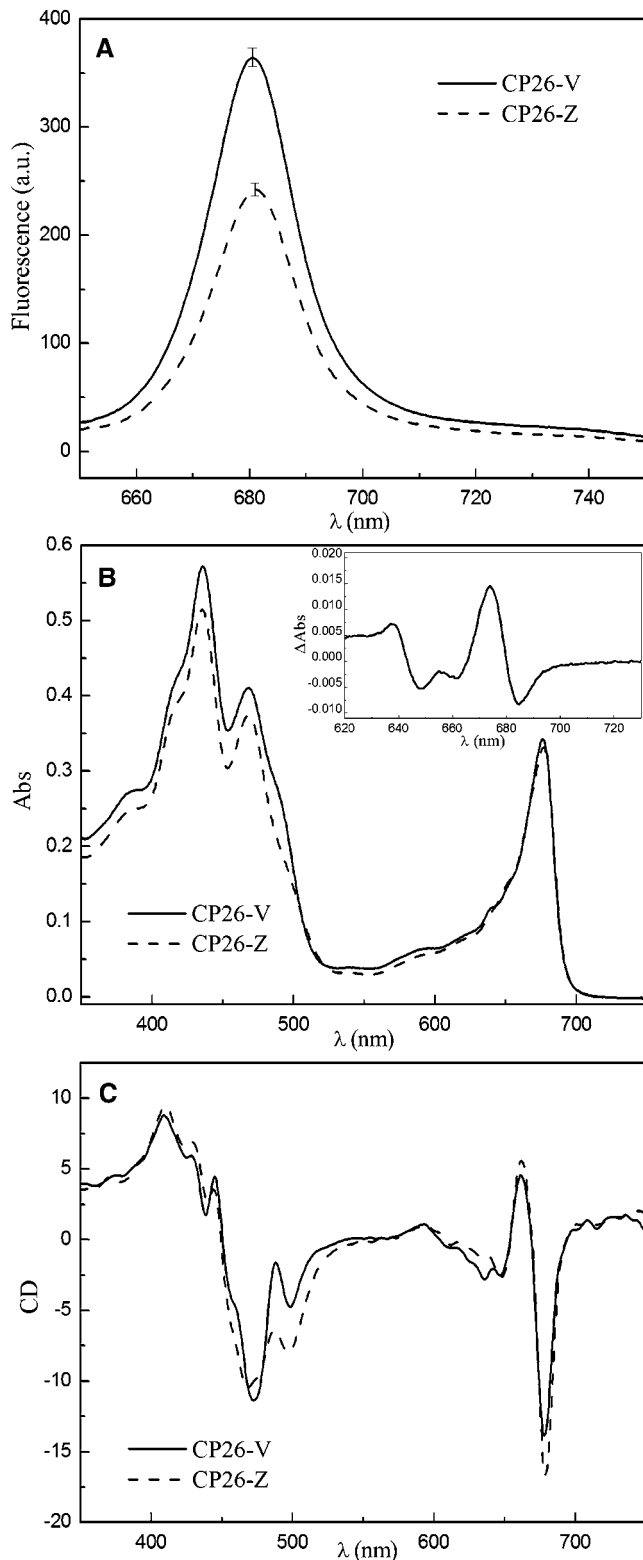 A
CP26-V
CP26-Z
Fluorescence (a.u.)
400
300
200
100
0
660 680 700 720 740
λ (nm)
B
0.6
0.5
0.4
0.3
0.2
0.1
0.0
Abs
0.020
0.015
0.010
0.005
0.000
-0.005
-0.010
ΔAbs
620 640 660 680 700 720
λ (nm)
CP26-V
CP26-Z
400 500 600 700
λ (nm)
C
10
5
0
-5
-10
-15
-20
CD
CP26-V
CP26-Z
400 500 600 700
λ (nm)